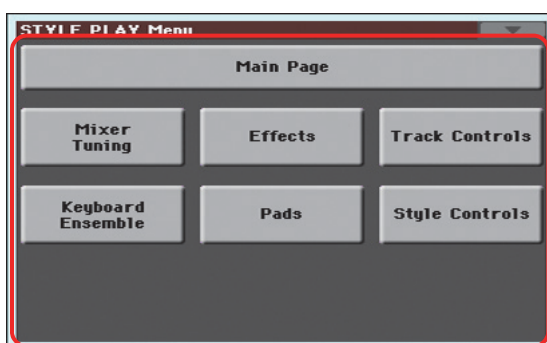 STYLE PLAY Menu
Main Page
Mixer
Tuning
Effects
Track Controls
Keyboard
Ensemble
Pads
Style Controls